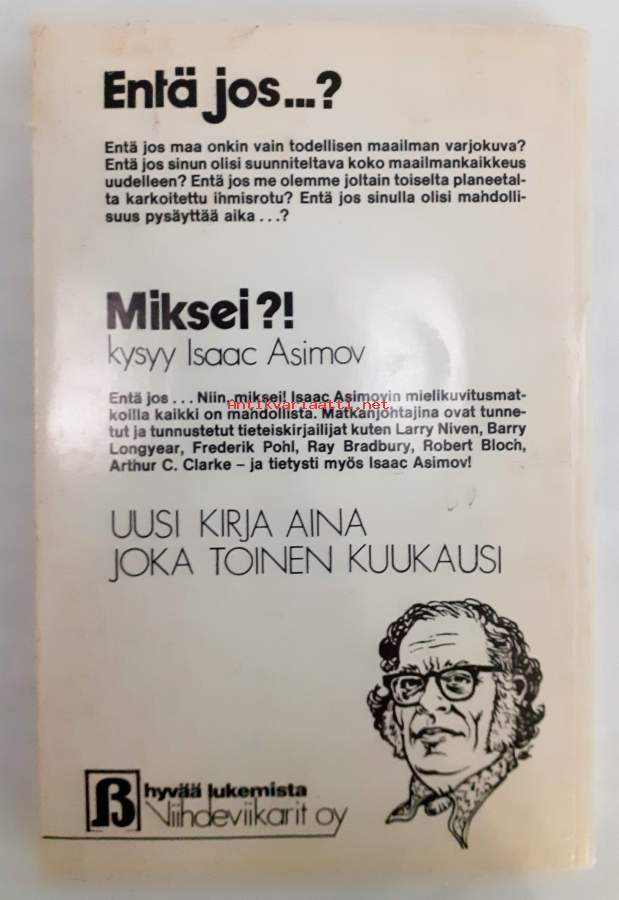 Entä jos...?
Entä jos maa onkin vain todellisen maailman varjokuva?
Entä jos sinun olisi suunniteltava koko maailmankaikkeus
uudelleen? Entä jos me olemme joltain toiselta planeetal-
ta karkoitettu ihmisrotu? Entä jos sinulla olisi mahdolli-
suus pysäyttää aika ...?
Miksei?!
kysyy Isaac Asimov
Entä jos ... Niin, miksei! Isaac Asimovin mielikuvitusmat-
Antikvariaatti.net
koilla kaikki on mahdollista. Matkanjohtajina ovat tunne-
tut ja tunnustetut tieteiskirjailijat kuten Larry Niven, Barry
Longyear, Frederik Pohl, Ray Bradbury, Robert Bloch,
Arthur C. Clarke – ja tietysti myös Isaac Asimov!
UUSI KIRJA AINA
JOKA TOINEN KUUKAUSI
hyvää lukemista
Viihdeviikarit oy